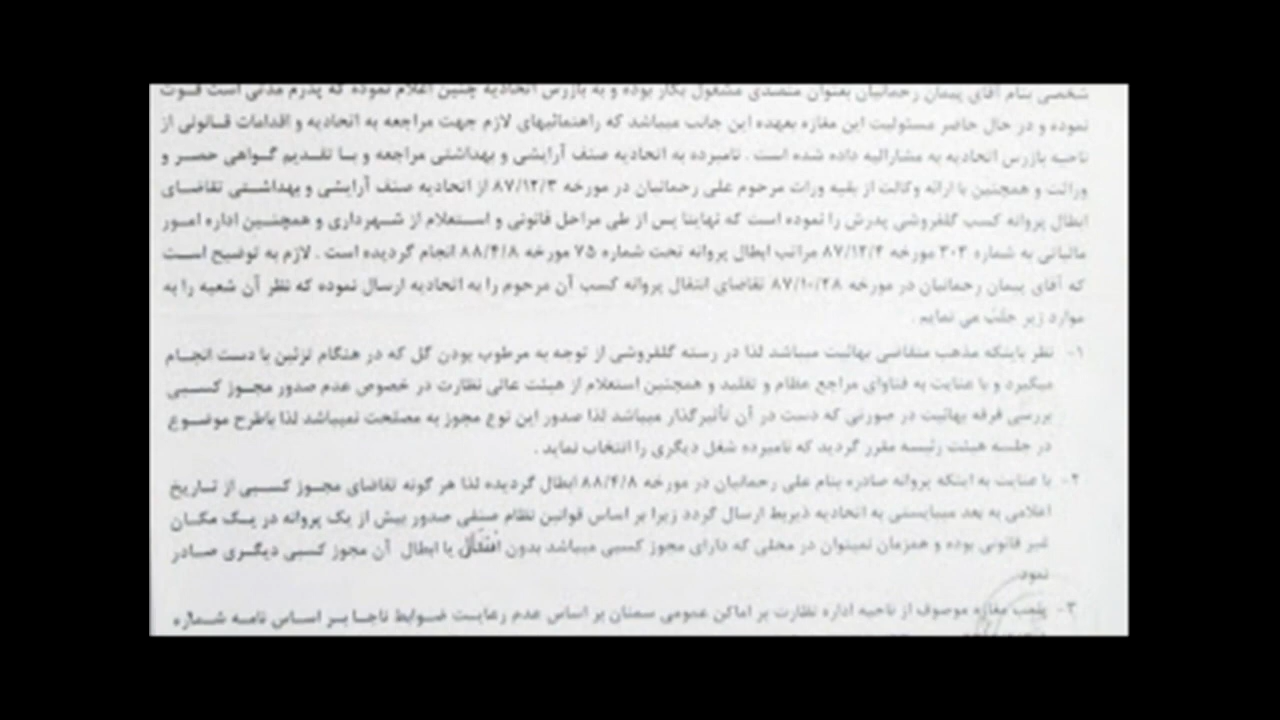 شخصی بنام آقای پیمان رحمانیان بعنوان متصدی مشغول بکار بوده و به بازرس اتحادیه چنین اعلام نموده که پدرم مدتی است فوت
نموده و در حال حاضر مسئولیت این مغازه بعهده این جانب میباشد که راهنمائیهای لازم جهت مراجعه به اتحادیه و اقدامات قانونی از
ناحیه بازرس اتحادیه به مشارالیه داده شده است . نامبرده به اتحادیه صنف آرایشی و بهداشتی مراجعه و با تقدیم گواهی حصر و
وراثت و همچنین با ارائه وکالت از بقیه وراث مرحوم علی رحمانیان در مورخه ۸۷/۱۲/۳ از اتحادیه صنف آرایشی و بهداشتی تقاضای
ابطال پروانه کسب گلفروشی پدرش را نموده است که نهایتا پس از طی مراحل قانونی و استعلام از شهرداری و همچنین اداره امور
مالیاتی به شماره ۳۰۳ مورخه ۸۷/۱۲/۴ مراتب ابطال پروانه تحت شماره ۷۵ مورخه ۸۸/۴/۸ انجام گردیده است . لازم به توضیح است
که آقای پیمان رحمانیان در مورخه ۸۷/۱۰/۲۸ تقاضای انتقال پروانه کسب آن مرحوم را به اتحادیه ارسال نموده که نظر آن شعبه را به
موارد زیر جلب می نمایم .
۱- نظر باینکه مذهب متقاضی بهائیت میباشد لذا در رسته گلفروشی از توجه به مرطوب بودن گل که در هنگام تزئین با دست انجام
میگیرد و با عنایت به فتاوای مراجع عظام و تقلید و همچنین استعلام از هیئت عالی نظارت در خصوص عدم صدور مجوز کسبی
بررسی فرقه بهائیت در صورتی که دست در آن تأثیرگذار میباشد لذا صدور این نوع مجوز به مصلحت نمیباشد لذا باطرح موضوع
در جلسه هیئت رئیسه مقرر گردید که نامبرده شغل دیگری را انتخاب نماید .
۲- با عنایت به اینکه پروانه صادره بنام علی رحمانیان در مورخه ۸۸/۴/۸ ابطال گردیده لذا هر گونه تقاضای مجوز کسبی از تاریخ
اعلامی به بعد میبایستی به اتحادیه ذیربط ارسال گردد زیرا بر اساس قوانین نظام صنفی صدور بیش از یک پروانه در یک مکان
غیر قانونی بوده و همزمان نمیتوان در محلی که دارای مجوز کسبی میباشد بدون انتقال یا ابطال آن مجوز کسبی دیگری صادر
نمود.
۳- پلمب مغازه موصوف از ناحیه اداره نظارت بر اماکن عمومی سمنان بر اساس عدم رعایت ضوابط ناجا بر اساس نامه شماره